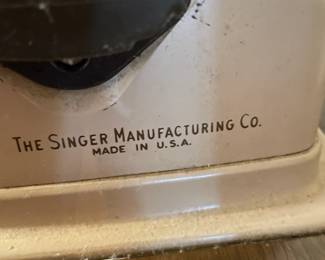 THE SINGER MANUFACTURING CO.
MADE IN U.S.A.